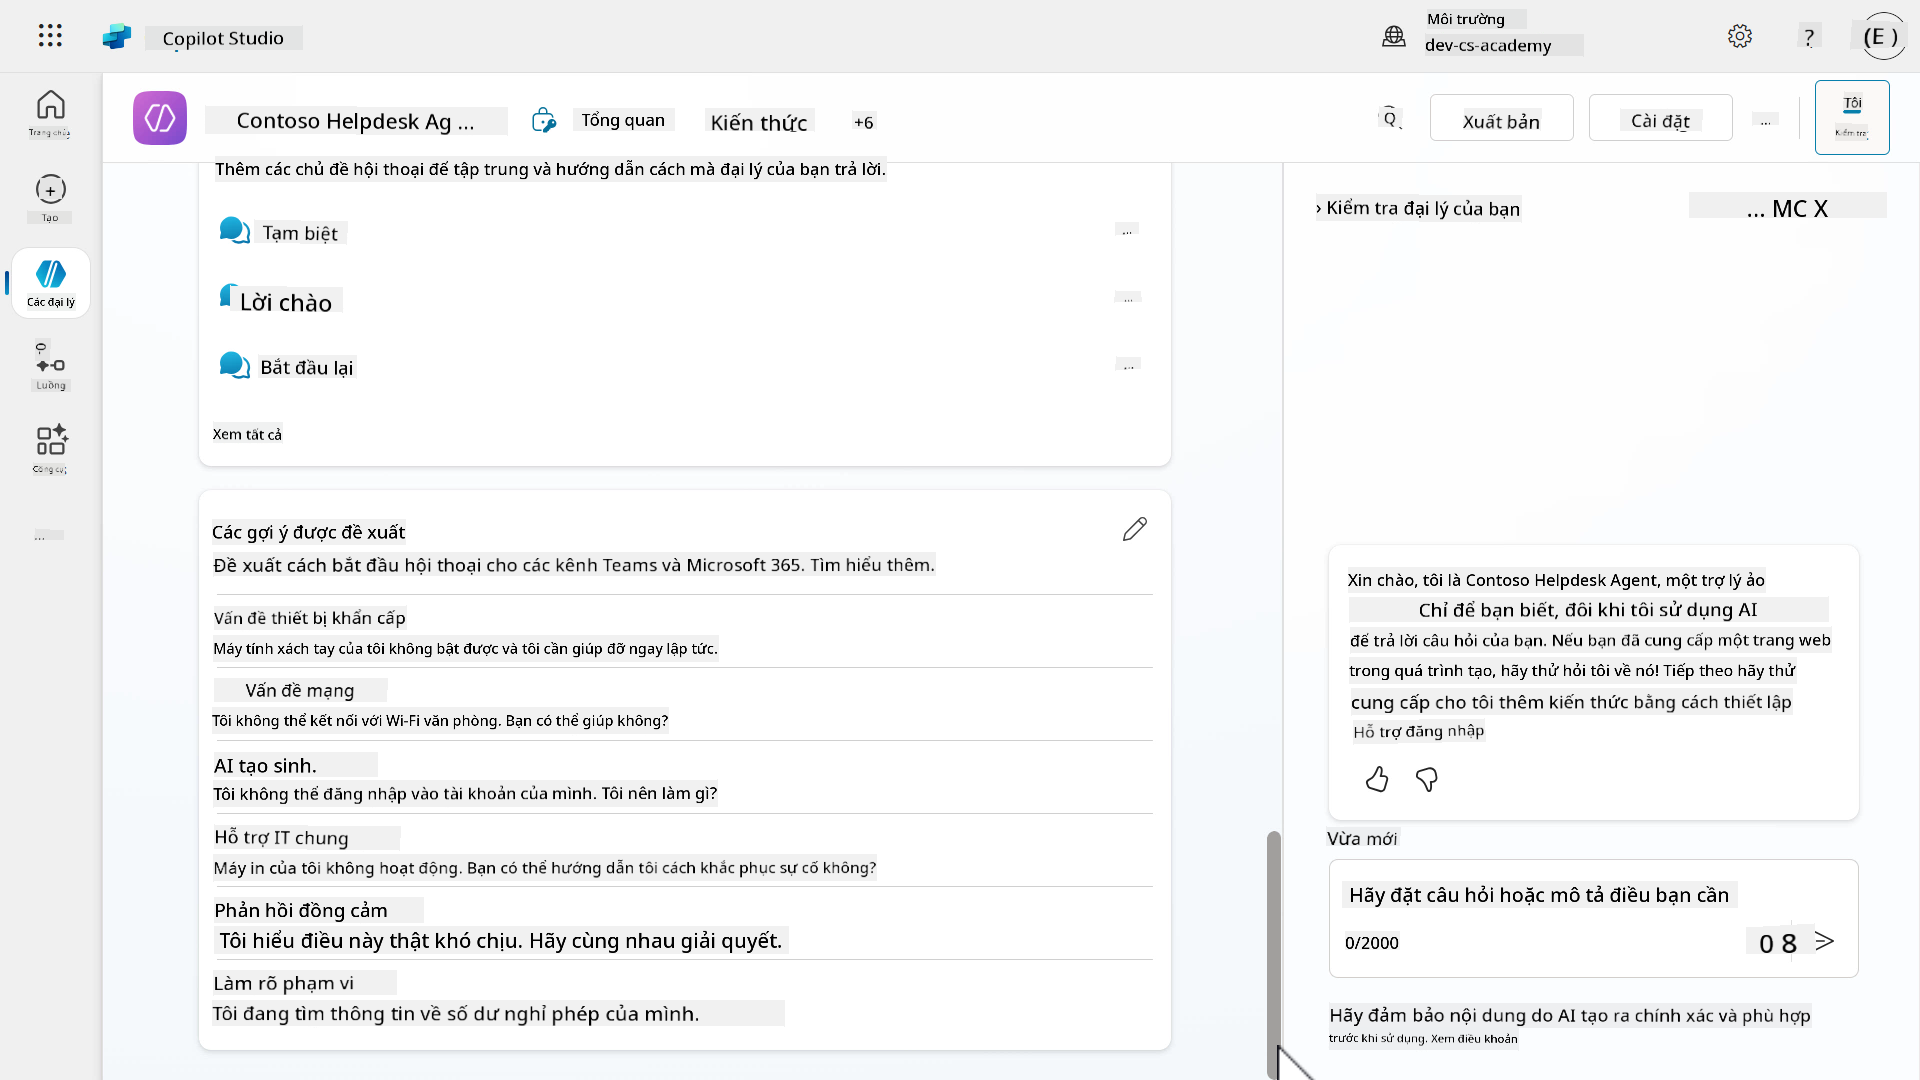 Copilot Studio
Môi trường
dev-cs-academy
?
(E )
Trang chủ
Tạo
Các đại lý
Luồng
Công cụ
...
Contoso Helpdesk Ag ...
Tổng quan
Kiến thức
+6
Xuất bản
Cài đặt
...
Tôi
Kiểm tra
Thêm các chủ đề hội thoại để tập trung và hướng dẫn cách mà đại lý của bạn trả lời.
Tạm biệt
...
Lời chào
...
Bắt đầu lại
...
Xem tất cả
Các gợi ý được đề xuất
Đề xuất cách bắt đầu hội thoại cho các kênh Teams và Microsoft 365. Tìm hiểu thêm.
Vấn đề thiết bị khẩn cấp
Máy tính xách tay của tôi không bật được và tôi cần giúp đỡ ngay lập tức.
Vấn đề mạng
Tôi không thể kết nối với Wi-Fi văn phòng. Bạn có thể giúp không?
AI tạo sinh.
Tôi không thể đăng nhập vào tài khoản của mình. Tôi nên làm gì?
Hỗ trợ IT chung
Máy in của tôi không hoạt động. Bạn có thể hướng dẫn tôi cách khắc phục sự cố không?
Phản hồi đồng cảm
Tôi hiểu điều này thật khó chịu. Hãy cùng nhau giải quyết.
Làm rõ phạm vi
Tôi đang tìm thông tin về số dư nghỉ phép của mình.
› Kiểm tra đại lý của bạn
... MC X
Xin chào, tôi là Contoso Helpdesk Agent, một trợ lý ảo
Chỉ để bạn biết, đôi khi tôi sử dụng AI
để trả lời câu hỏi của bạn. Nếu bạn đã cung cấp một trang web
trong quá trình tạo, hãy thử hỏi tôi về nó! Tiếp theo hãy thử
cung cấp cho tôi thêm kiến thức bằng cách thiết lập
Hỗ trợ đăng nhập
Vừa mới
Hãy đặt câu hỏi hoặc mô tả điều bạn cần
0/2000
0 8
Hãy đảm bảo nội dung do AI tạo ra chính xác và phù hợp
trước khi sử dụng. Xem điều khoản